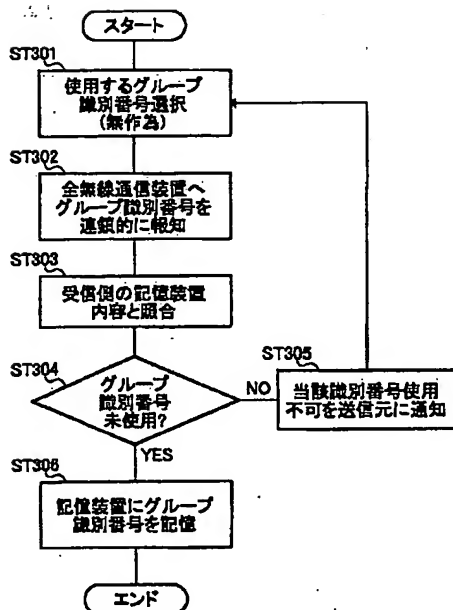 スタート
ST301
使用するグループ
識別番号選択
(無作為)
ST302
全無線通信装置へ
グループ識別番号を
連鎖的に報知
ST303
受信側の記憶装置
内容と照合
ST304
グループ
識別番号
未使用?
NO
ST305
当該識別番号使用
不可を送信元に通知
YES
ST306
記憶装置にグループ
識別番号を記憶
エンド